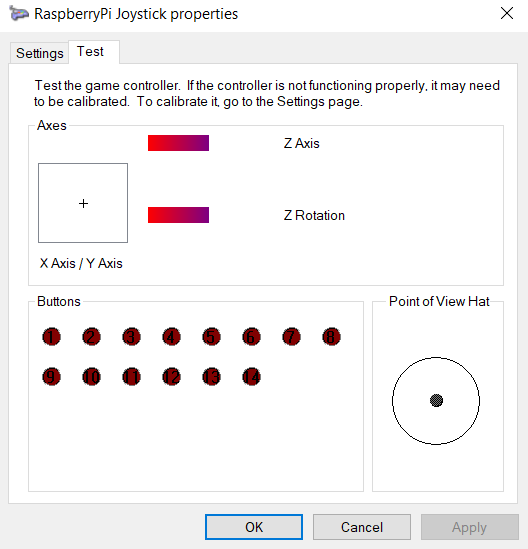 RaspberryPi Joystick properties
Settings
Test
Test the game controller. If the controller is not functioning properly, it may need
to be calibrated. To calibrate it, go to the Settings page.
Axes
Z Axis
Z Rotation
X Axis / Y Axis
Buttons
1 2 3 4 5 6 7 8
9 10 11 12 13 14
Point of View Hat
OK
Cancel
Apply